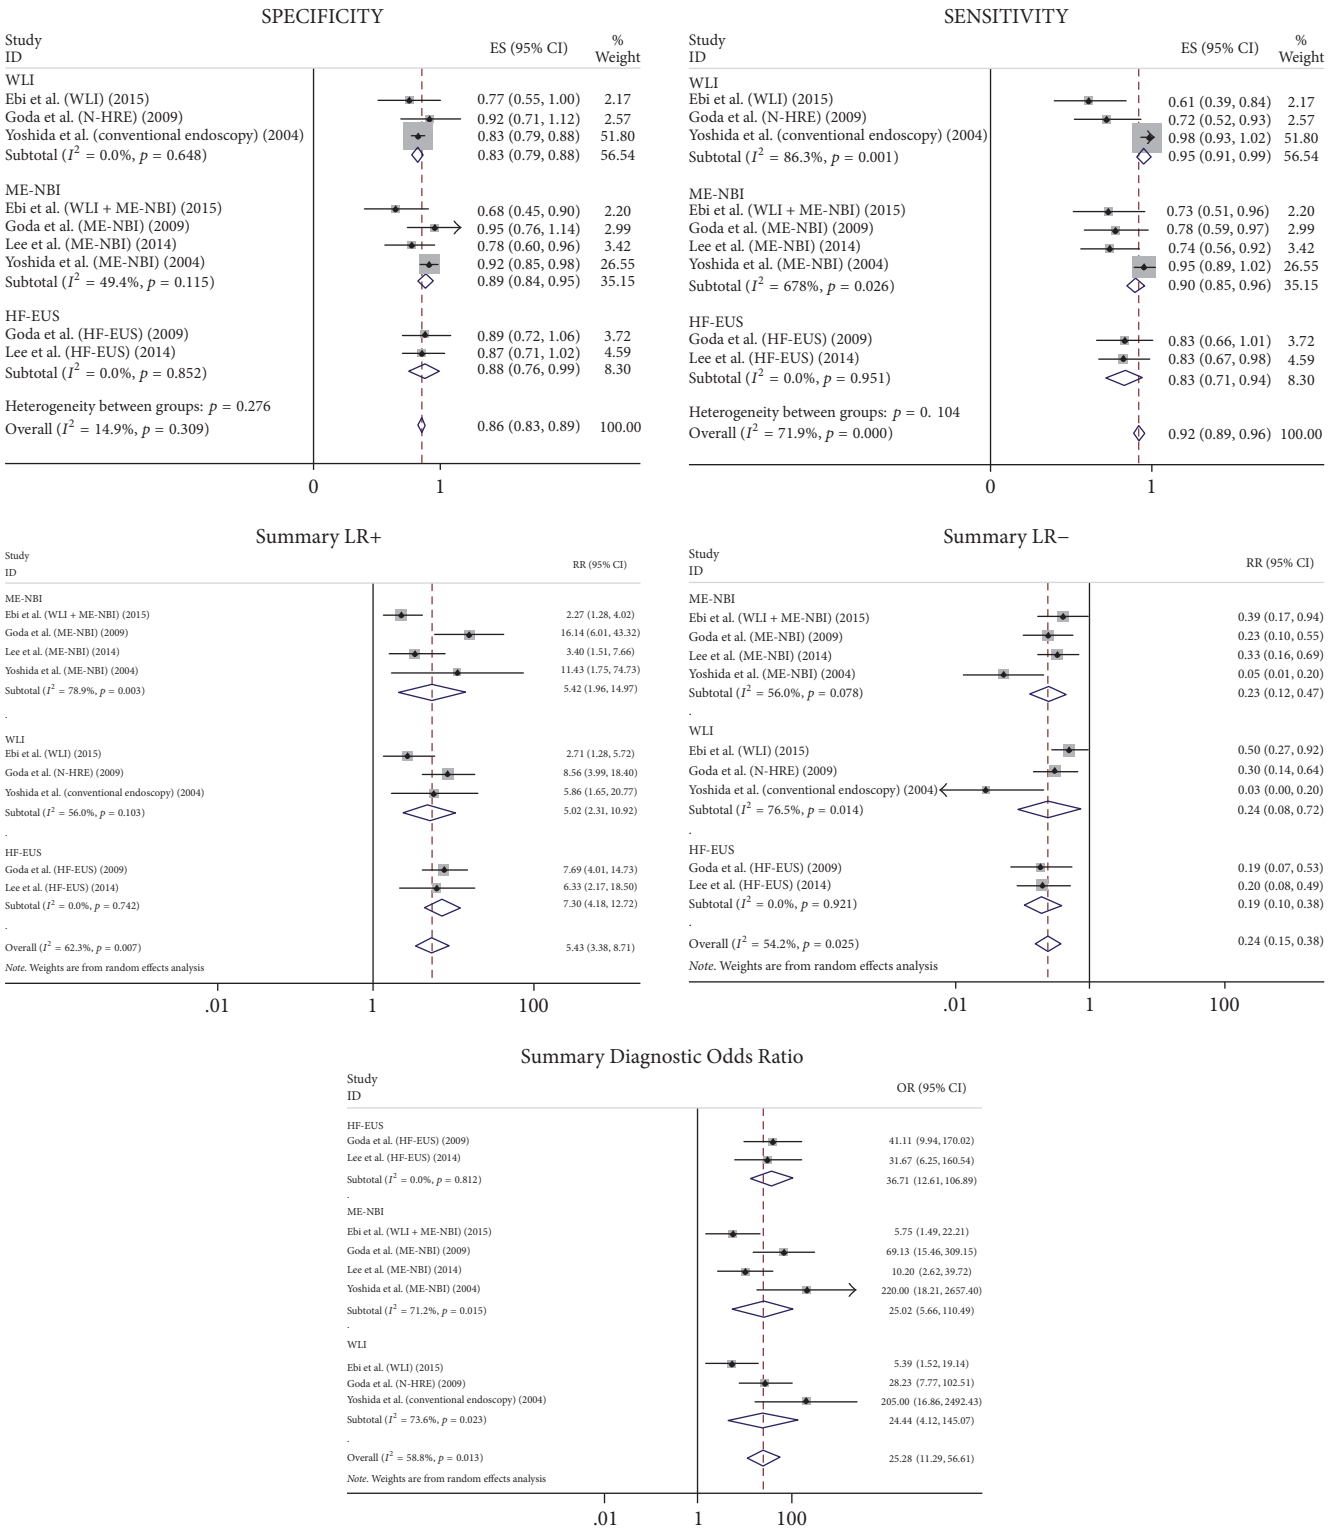 SPECIFICITY
Study
ID
ES (95% CI)
%
Weight
WLI
Ebi et al. (WLI) (2015) 0.77 (0.55, 1.00) 2.17
Goda et al. (N-HRE) (2009) 0.92 (0.71, 1.12) 2.57
Yoshida et al. (conventional endoscopy) (2004) 0.83 (0.79, 0.88) 51.80
Subtotal (I² = 0.0%, p = 0.648) 0.83 (0.79, 0.88) 56.54
ME-NBI
Ebi et al. (WLI + ME-NBI) (2015) 0.68 (0.45, 0.90) 2.20
Goda et al. (ME-NBI) (2009) 0.95 (0.76, 1.14) 2.99
Lee et al. (ME-NBI) (2014) 0.78 (0.60, 0.96) 3.42
Yoshida et al. (ME-NBI) (2004) 0.92 (0.85, 0.98) 26.55
Subtotal (I² = 49.4%, p = 0.115) 0.89 (0.84, 0.95) 35.15
HF-EUS
Goda et al. (HF-EUS) (2009) 0.89 (0.72, 1.06) 3.72
Lee et al. (HF-EUS) (2014) 0.87 (0.71, 1.02) 4.59
Subtotal (I² = 0.0%, p = 0.852) 0.88 (0.76, 0.99) 8.30
Heterogeneity between groups: p = 0.276
Overall (I² = 14.9%, p = 0.309) 0.86 (0.83, 0.89) 100.00
0 1
SENSITIVITY
Study
ID
ES (95% CI)
%
Weight
WLI
Ebi et al. (WLI) (2015) 0.61 (0.39, 0.84) 2.17
Goda et al. (N-HRE) (2009) 0.72 (0.52, 0.93) 2.57
Yoshida et al. (conventional endoscopy) (2004) 0.98 (0.93, 1.02) 51.80
Subtotal (I² = 86.3%, p = 0.001) 0.95 (0.91, 0.99) 56.54
ME-NBI
Ebi et al. (WLI + ME-NBI) (2015) 0.73 (0.51, 0.96) 2.20
Goda et al. (ME-NBI) (2009) 0.78 (0.59, 0.97) 2.99
Lee et al. (ME-NBI) (2014) 0.74 (0.56, 0.92) 3.42
Yoshida et al. (ME-NBI) (2004) 0.95 (0.89, 1.02) 26.55
Subtotal (I² = 678%, p = 0.026) 0.90 (0.85, 0.96) 35.15
HF-EUS
Goda et al. (HF-EUS) (2009) 0.83 (0.66, 1.01) 3.72
Lee et al. (HF-EUS) (2014) 0.83 (0.67, 0.98) 4.59
Subtotal (I² = 0.0%, p = 0.951) 0.83 (0.71, 0.94) 8.30
Heterogeneity between groups: p = 0. 104
Overall (I² = 71.9%, p = 0.000) 0.92 (0.89, 0.96) 100.00
0 1
Summary LR+
Study
ID
RR (95% CI)
ME-NBI
Ebi et al. (WLI + ME-NBI) (2015) 2.27 (1.28, 4.02)
Goda et al. (ME-NBI) (2009) 16.14 (6.01, 43.32)
Lee et al. (ME-NBI) (2014) 3.40 (1.51, 7.66)
Yoshida et al. (ME-NBI) (2004) 11.43 (1.75, 74.73)
Subtotal (I² = 78.9%, p = 0.003) 5.42 (1.96, 14.97)
.
WLI
Ebi et al. (WLI) (2015) 2.71 (1.28, 5.72)
Goda et al. (N-HRE) (2009) 8.56 (3.99, 18.40)
Yoshida et al. (conventional endoscopy) (2004) 5.86 (1.65, 20.77)
Subtotal (I² = 56.0%, p = 0.103) 5.02 (2.31, 10.92)
.
HF-EUS
Goda et al. (HF-EUS) (2009) 7.69 (4.01, 14.73)
Lee et al. (HF-EUS) (2014) 6.33 (2.17, 18.50)
Subtotal (I² = 0.0%, p = 0.742) 7.30 (4.18, 12.72)
.
Overall (I² = 62.3%, p = 0.007) 5.43 (3.38, 8.71)
Note. Weights are from random effects analysis
.01 1 100
Summary LR−
Study
ID
RR (95% CI)
ME-NBI
Ebi et al. (WLI + ME-NBI) (2015) 0.39 (0.17, 0.94)
Goda et al. (ME-NBI) (2009) 0.23 (0.10, 0.55)
Lee et al. (ME-NBI) (2014) 0.33 (0.16, 0.69)
Yoshida et al. (ME-NBI) (2004) 0.05 (0.01, 0.20)
Subtotal (I² = 56.0%, p = 0.078) 0.23 (0.12, 0.47)
.
WLI
Ebi et al. (WLI) (2015) 0.50 (0.27, 0.92)
Goda et al. (N-HRE) (2009) 0.30 (0.14, 0.64)
Yoshida et al. (conventional endoscopy) (2004) 0.03 (0.00, 0.20)
Subtotal (I² = 76.5%, p = 0.014) 0.24 (0.08, 0.72)
.
HF-EUS
Goda et al. (HF-EUS) (2009) 0.19 (0.07, 0.53)
Lee et al. (HF-EUS) (2014) 0.20 (0.08, 0.49)
Subtotal (I² = 0.0%, p = 0.921) 0.19 (0.10, 0.38)
.
Overall (I² = 54.2%, p = 0.025) 0.24 (0.15, 0.38)
Note. Weights are from random effects analysis
.01 1 100
Summary Diagnostic Odds Ratio
Study
ID
OR (95% CI)
HF-EUS
Goda et al. (HF-EUS) (2009) 41.11 (9.94, 170.02)
Lee et al. (HF-EUS) (2014) 31.67 (6.25, 160.54)
Subtotal (I² = 0.0%, p = 0.812) 36.71 (12.61, 106.89)
.
ME-NBI
Ebi et al. (WLI + ME-NBI) (2015) 5.75 (1.49, 22.21)
Goda et al. (ME-NBI) (2009) 69.13 (15.46, 309.15)
Lee et al. (ME-NBI) (2014) 10.20 (2.62, 39.72)
Yoshida et al. (ME-NBI) (2004) 220.00 (18.21, 2657.40)
Subtotal (I² = 71.2%, p = 0.015) 25.02 (5.66, 110.49)
.
WLI
Ebi et al. (WLI) (2015) 5.39 (1.52, 19.14)
Goda et al. (N-HRE) (2009) 28.23 (7.77, 102.51)
Yoshida et al. (conventional endoscopy) (2004) 205.00 (16.86, 2492.43)
Subtotal (I² = 73.6%, p = 0.023) 24.44 (4.12, 145.07)
.
Overall (I² = 58.8%, p = 0.013) 25.28 (11.29, 56.61)
Note. Weights are from random effects analysis
.01 1 100